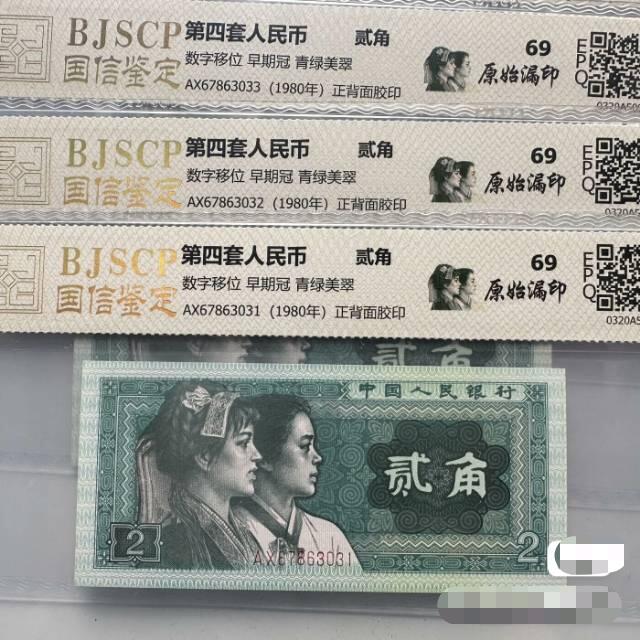 BJSCP 第四套人民币 贰角 69 EPQ
国信鉴定 数字移位 早期冠 青绿美翠 原始漏印
AX67863033（1980年）正背面胶印
BJSCP 第四套人民币 贰角 69 EPQ
国信鉴定 数字移位 早期冠 青绿美翠 原始漏印
AX67863032（1980年）正背面胶印
BJSCP 第四套人民币 贰角 69 EPQ
国信鉴定 数字移位 早期冠 青绿美翠 原始漏印
AX67863031（1980年）正背面胶印 0320A5
贰角
中国人民银行
贰角
2 AX67863031 2